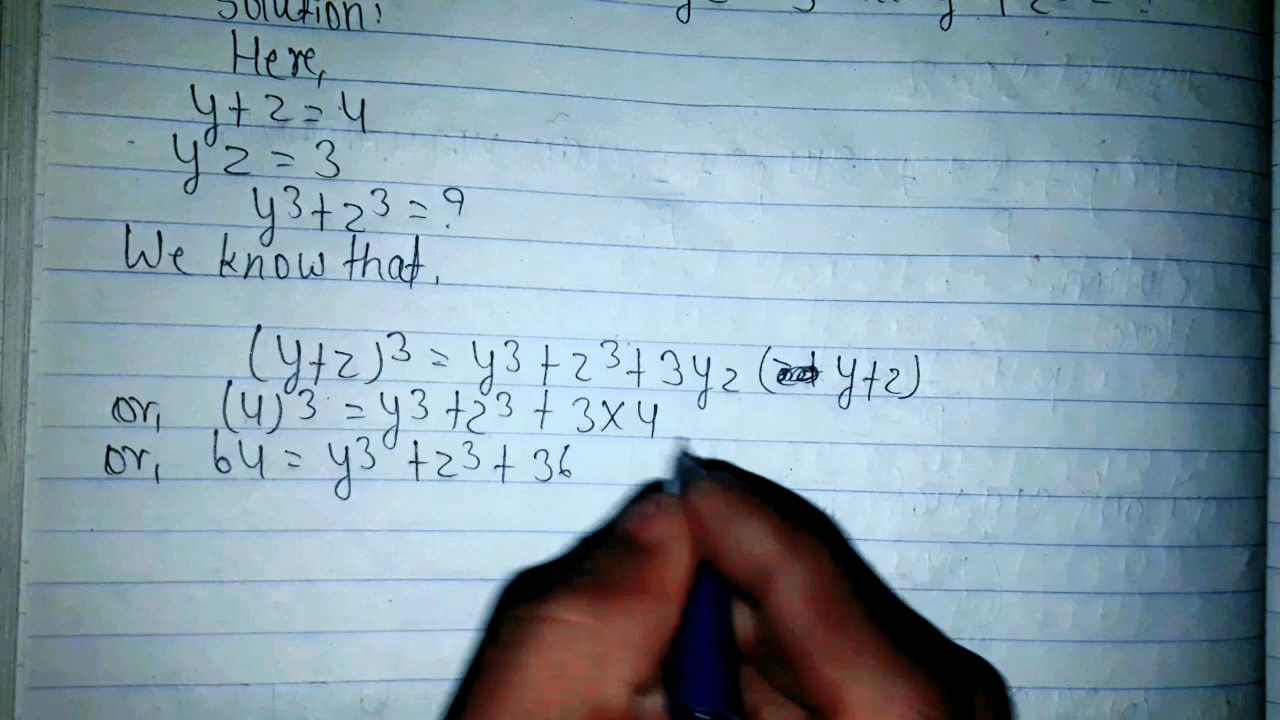 Solution:
Here,
y+z=4
yz=3
y3+z3=?
We know that,
(y+z)3=y3+z3+3yz(y+z)
or, (4)3=y3+z3+3×4
or, 64=y3+z3+36